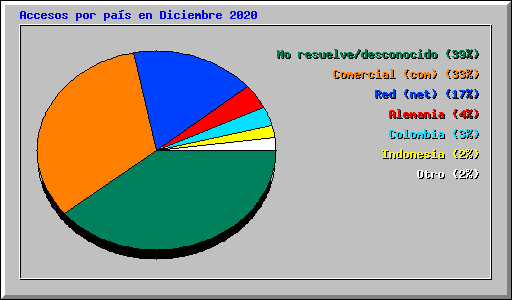 Accesos por país en Diciembre 2020
No resuelve/desconocido (39%)
Comercial (com) (33%)
Red (net) (17%)
Alemania (4%)
Colombia (3%)
Indonesia (2%)
Otro (2%)